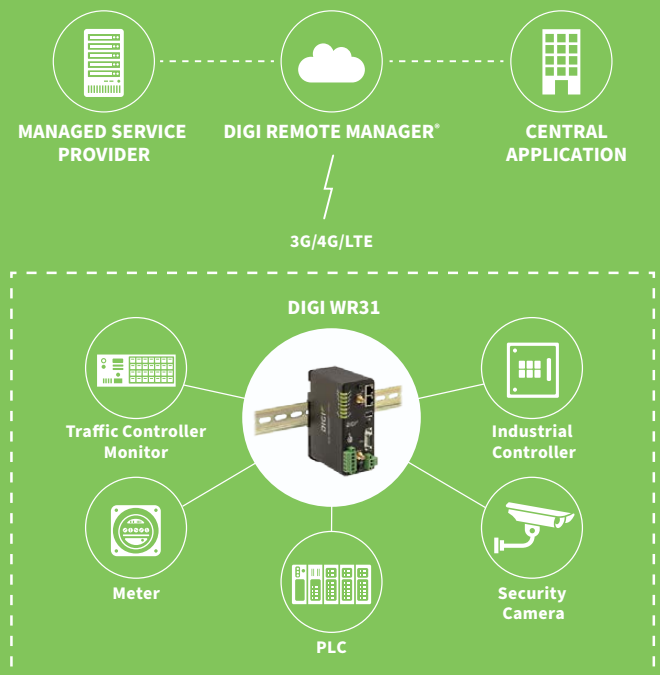 MANAGED SERVICE
PROVIDER
DIGI REMOTE MANAGER®
CENTRAL
APPLICATION
3G/4G/LTE
DIGI WR31
Traffic Controller
Monitor
Industrial
Controller
DIGI
Meter
Security
Camera
PLC